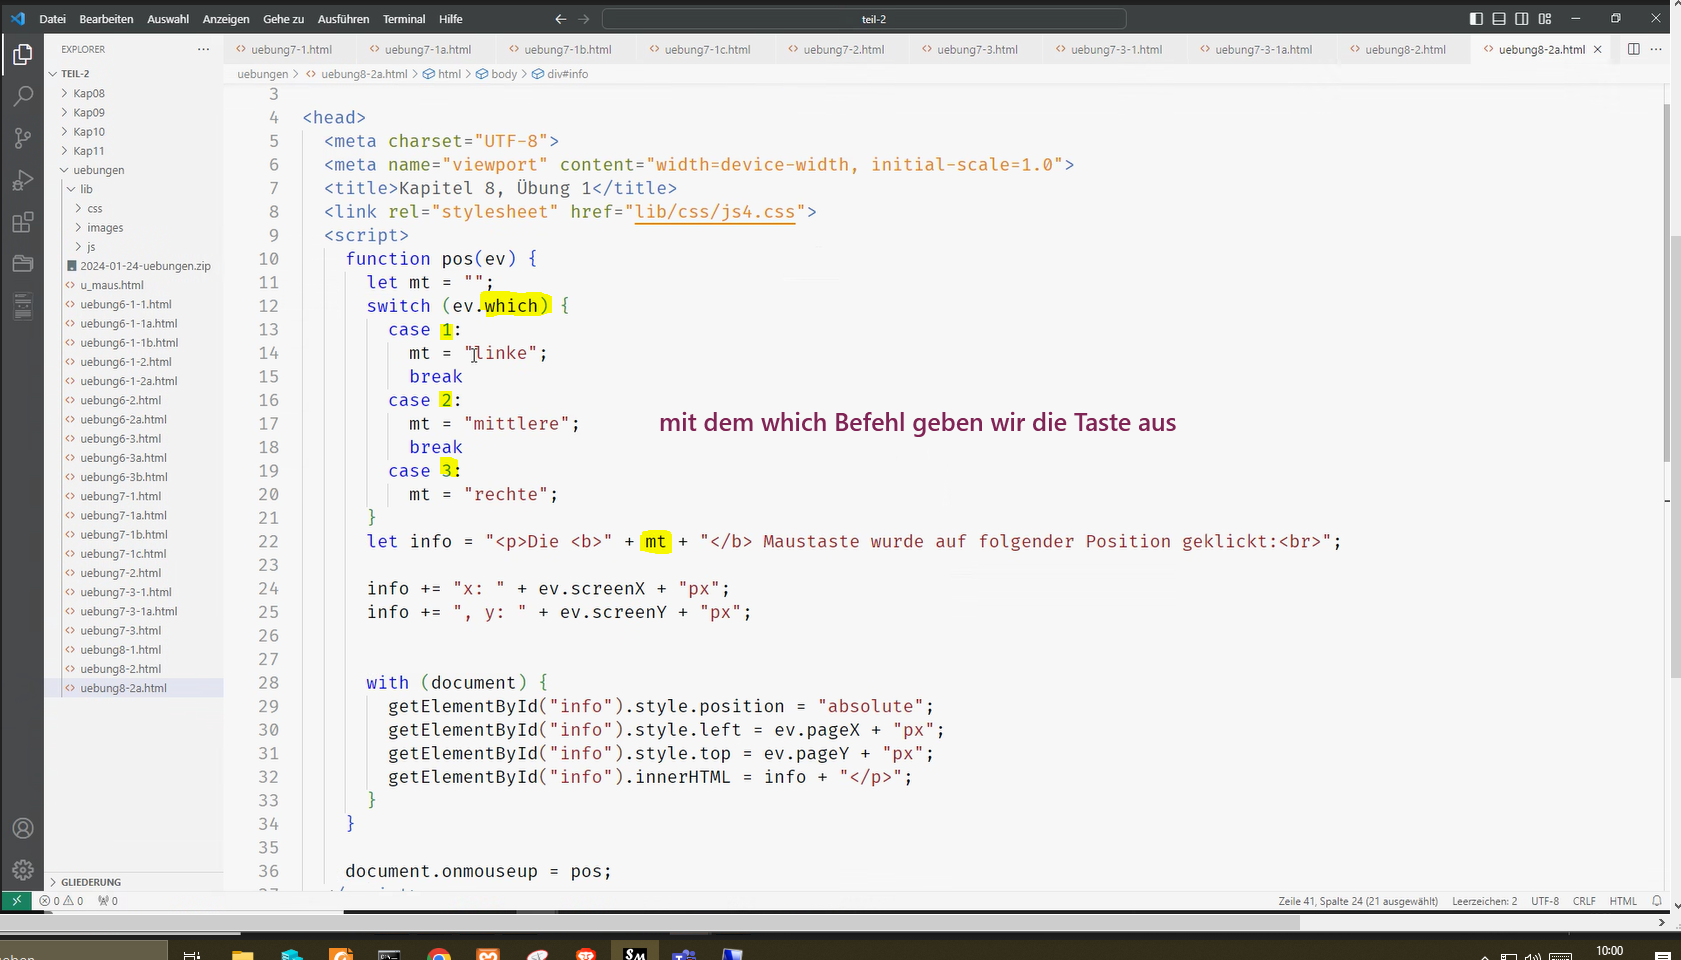 Datei Bearbeiten Auswahl Anzeigen Gehe zu Ausführen Terminal Hilfe
teil-2
EXPLORER
uebung7-1.html uebung7-1a.html uebung7-1b.html uebung7-1c.html uebung7-2.html uebung7-3.html uebung7-3-1.html uebung7-3-1a.html uebung8-2.html uebung8-2a.html
uebungen > uebung8-2a.html > html > body > div#info
TEIL-2
Kap08
Kap09
Kap10
Kap11
uebungen
lib
css
images
js
2024-01-24-uebungen.zip
u_maus.html
uebung6-1-1.html
uebung6-1-1a.html
uebung6-1-1b.html
uebung6-1-2.html
uebung6-1-2a.html
uebung6-2.html
uebung6-2a.html
uebung6-3.html
uebung6-3a.html
uebung6-3b.html
uebung7-1.html
uebung7-1a.html
uebung7-1b.html
uebung7-1c.html
uebung7-2.html
uebung7-3-1.html
uebung7-3-1a.html
uebung7-3.html
uebung8-1.html
uebung8-2.html
uebung8-2a.html
GLIEDERUNG
3
4 <head>
5 <meta charset="UTF-8">
6 <meta name="viewport" content="width=device-width, initial-scale=1.0">
7 <title>Kapitel 8, Übung 1</title>
8 <link rel="stylesheet" href="lib/css/js4.css">
9 <script>
10 function pos(ev) {
11 let mt = "";
12 switch (ev.which) {
13 case 1:
14 mt = "linke";
15 break
16 case 2:
17 mt = "mittlere";
18 break
19 case 3:
20 mt = "rechte";
21 }
22 let info = "<p>Die <b>" + mt + "</b> Maustaste wurde auf folgender Position geklickt:<br>";
23
24 info += "x: " + ev.screenX + "px";
25 info += ", y: " + ev.screenY + "px";
26
27
28 with (document) {
29 getElementById("info").style.position = "absolute";
30 getElementById("info").style.left = ev.pageX + "px";
31 getElementById("info").style.top = ev.pageY + "px";
32 getElementById("info").innerHTML = info + "</p>";
33 }
34 }
35
36 document.onmouseup = pos;
mit dem which Befehl geben wir die Taste aus
0 0 0
Zeile 41, Spalte 24 (21 ausgewählt) Leerzeichen: 2 UTF-8 CRLF HTML
10:00